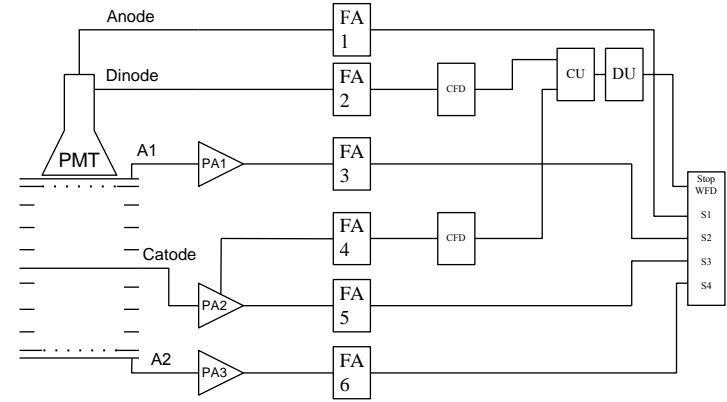 Anode
FA
1
Dinode
FA
2
CFD
CU
DU
PMT
A1
PA1
FA
3
Stop
WFD
S1
S2
S3
S4
Catode
FA
4
CFD
PA2
FA
5
A2
PA3
FA
6